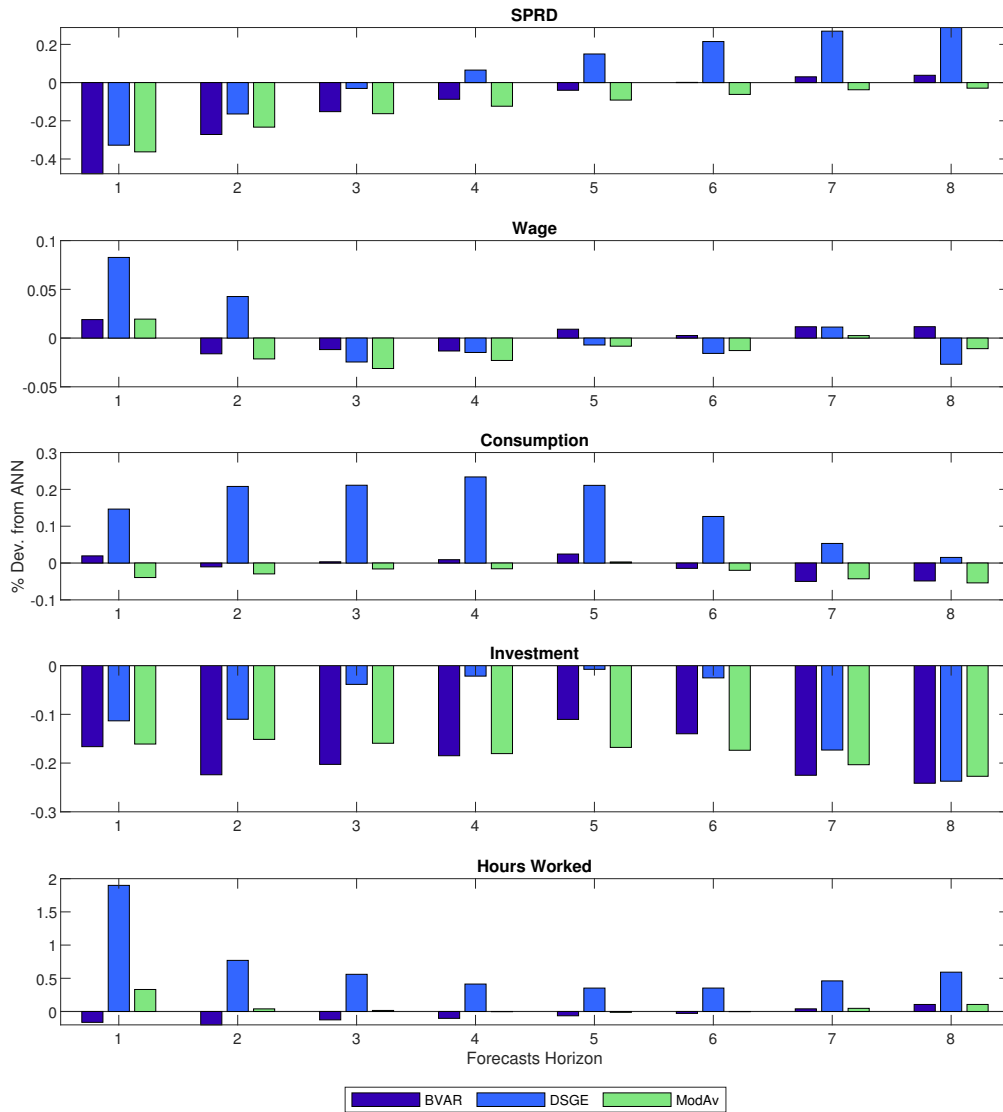 SPRD
0.2
0
-0.2
-0.4
1 2 3 4 5 6 7 8
Wage
0.1
0.05
0
-0.05
1 2 3 4 5 6 7 8
Consumption
% Dev. from ANN
0.3
0.2
0.1
0
-0.1
1 2 3 4 5 6 7 8
Investment
0
-0.1
-0.2
-0.3
1 2 3 4 5 6 7 8
Hours Worked
2
1.5
1
0.5
0
1 2 3 4 5 6 7 8
Forecasts Horizon
BVAR DSGE ModAv